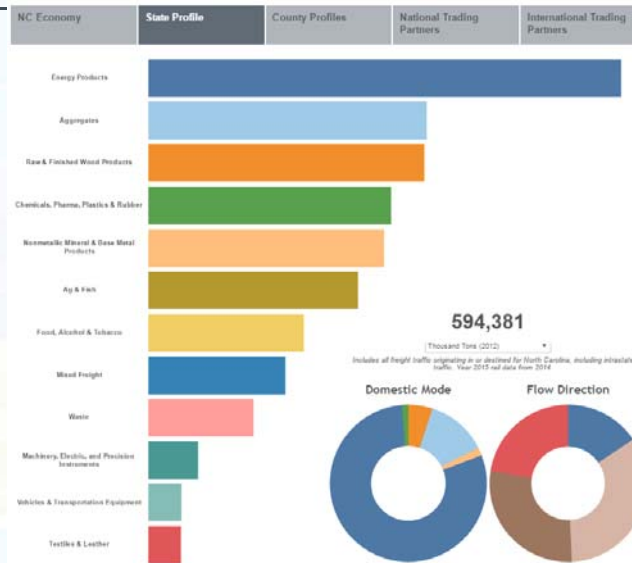 NC Economy
State Profile
County Profiles
National Trading
Partners
International Trading
Partners
Energy Products
Aggregates
Raw & Finished Wood Products
Chemicals, Pharma, Plastics & Rubber
Nonmetallic Mineral & Base Metal
Products
Ag & Fish
Food, Alcohol & Tobacco
Mixed Freight
Waste
Machinery, Electric, and Precision
Instruments
Vehicles & Transportation Equipment
Textiles & Leather
594,381
Thousand Tons (2012)
Includes all freight traffic originating in or destined for North Carolina, including intrastate
traffic. Year 2015 rail data from 2014
Domestic Mode
Flow Direction